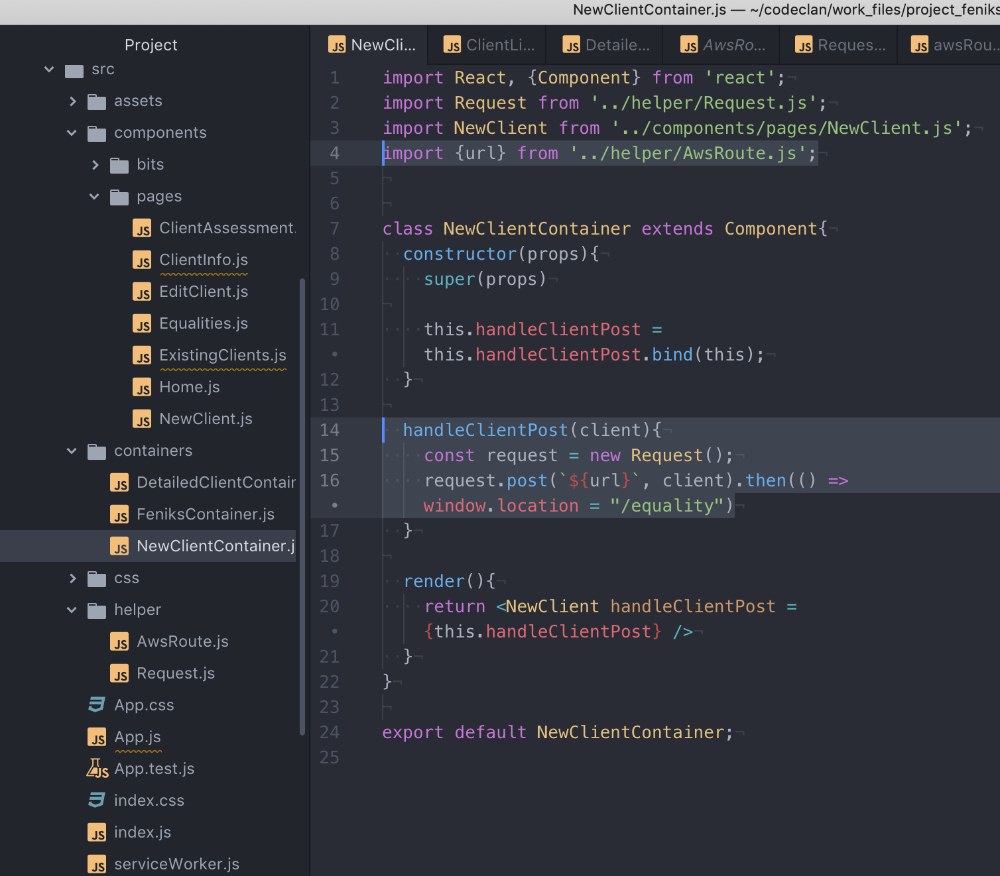 NewClientContainer.js — ~/codeclan/work_files/project_feniks
Project
src
assets
components
bits
pages
ClientAssessment.
ClientInfo.js
EditClient.js
Equalities.js
ExistingClients.js
Home.js
NewClient.js
containers
DetailedClientContair
FeniksContainer.js
NewClientContainer.j
css
helper
AwsRoute.js
Request.js
App.css
App.js
App.test.js
index.css
index.js
serviceWorker.js
NewCli... ClientLi... Detaile... AwsRo... Reques... awsRou...
1 import React, {Component} from 'react';
2 import Request from '../helper/Request.js';
3 import NewClient from '../components/pages/NewClient.js';
4 import {url} from '../helper/AwsRoute.js';
5
6
7 class NewClientContainer extends Component{
8 constructor(props){
9 super(props)
10
11 this.handleClientPost =
• this.handleClientPost.bind(this);
12 }
13
14 handleClientPost(client){
15 const request = new Request();
16 request.post(`${url}`, client).then(() =>
• window.location = "/equality")
17 }
18
19 render(){
20 return <NewClient handleClientPost =
• {this.handleClientPost} />
21 }
22 }
23
24 export default NewClientContainer;
25